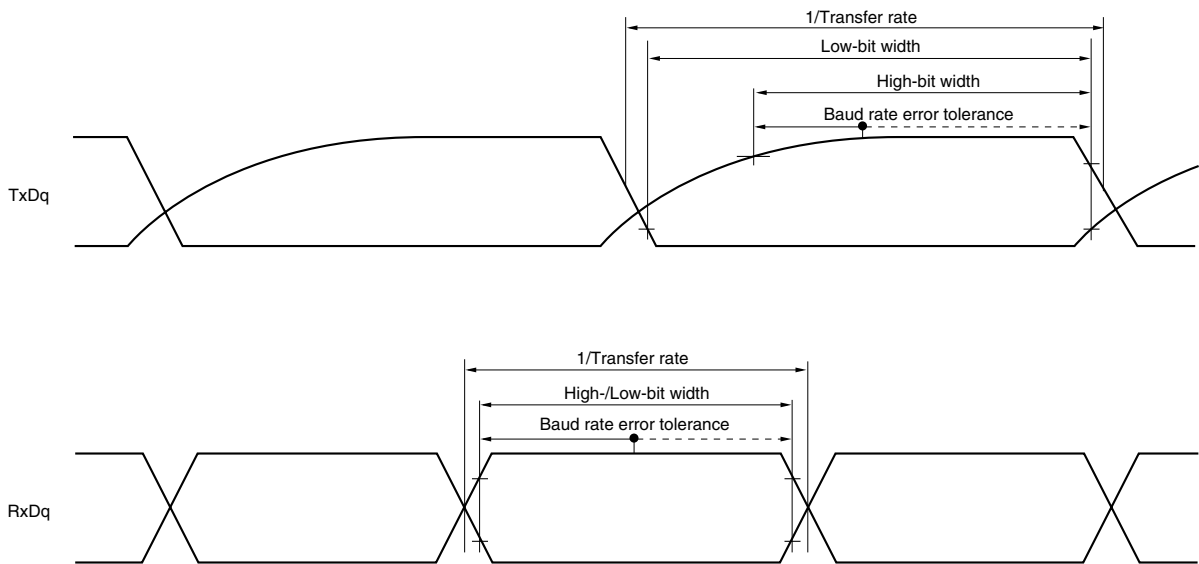 1/Transfer rate
Low-bit width
High-bit width
Baud rate error tolerance
TxDq
1/Transfer rate
High-/Low-bit width
Baud rate error tolerance
RxDq